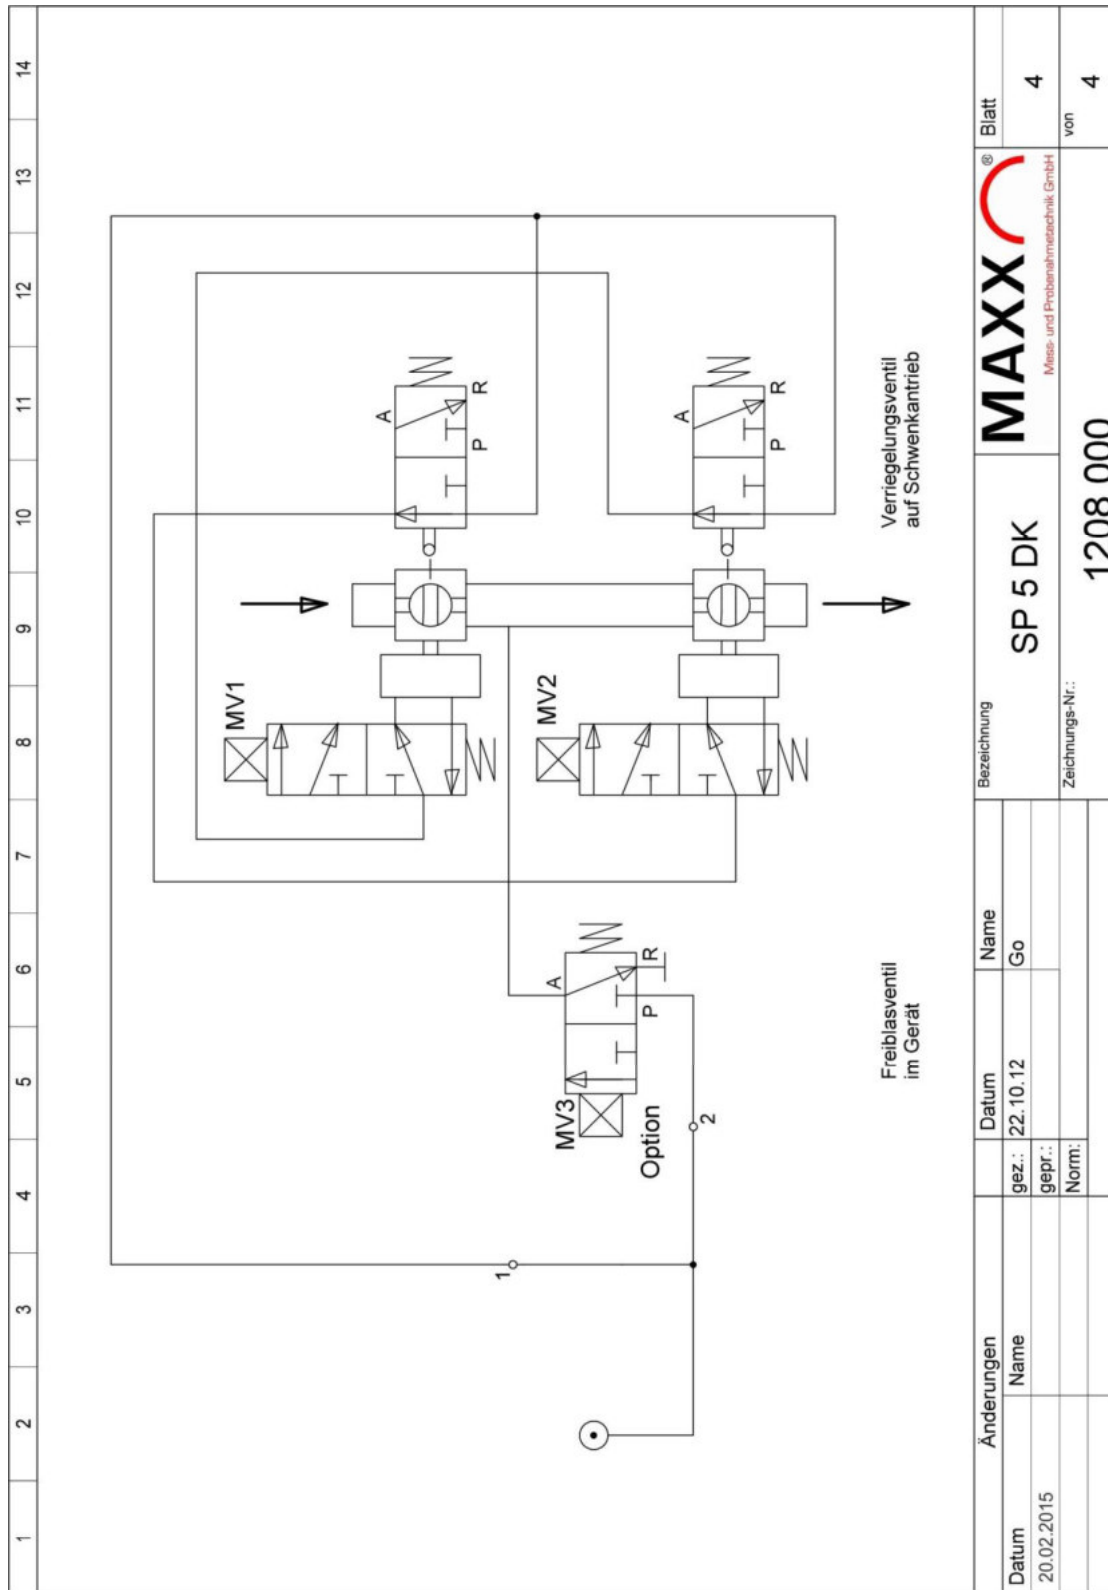 1 2 3 4 5 6 7 8 9 10 11 12 13 14
MV1
MV2
MV3
Option
A
P
R
A
P
R
A
P
R
1
2
Freiblasventil
im Gerät
Verriegelungsventil
auf Schwenkantrieb
Änderungen
Datum Name
20.02.2015
Datum Name
gez.: 22.10.12 Go
gepr.:
Norm:
Bezeichnung
SP 5 DK
MAXX ®
Mess- und Probenahmetechnik GmbH
Blatt
4
Zeichnungs-Nr.:
1208 000
von
4